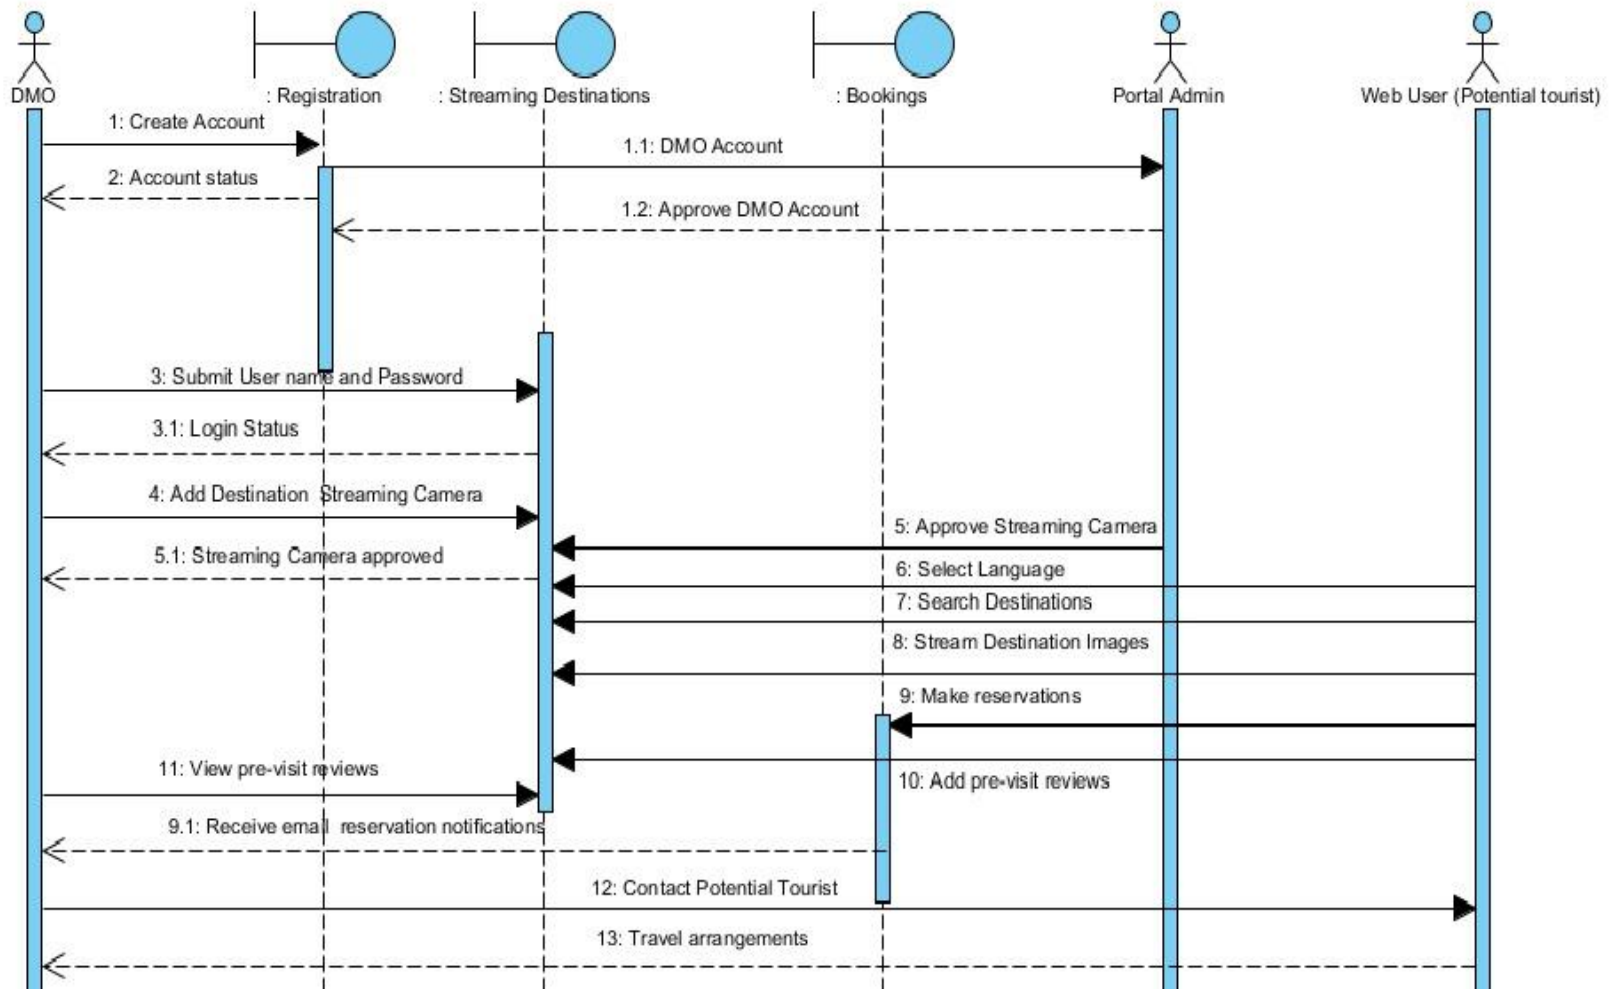 DMO
: Registration
: Streaming Destinations
: Bookings
Portal Admin
Web User (Potential tourist)
1: Create Account
1.1: DMO Account
2: Account status
1.2: Approve DMO Account
3: Submit User name and Password
3.1: Login Status
4: Add Destination Streaming Camera
5: Approve Streaming Camera
5.1: Streaming Camera approved
6: Select Language
7: Search Destinations
8: Stream Destination Images
9: Make reservations
11: View pre-visit reviews
10: Add pre-visit reviews
9.1: Receive email reservation notifications
12: Contact Potential Tourist
13: Travel arrangements